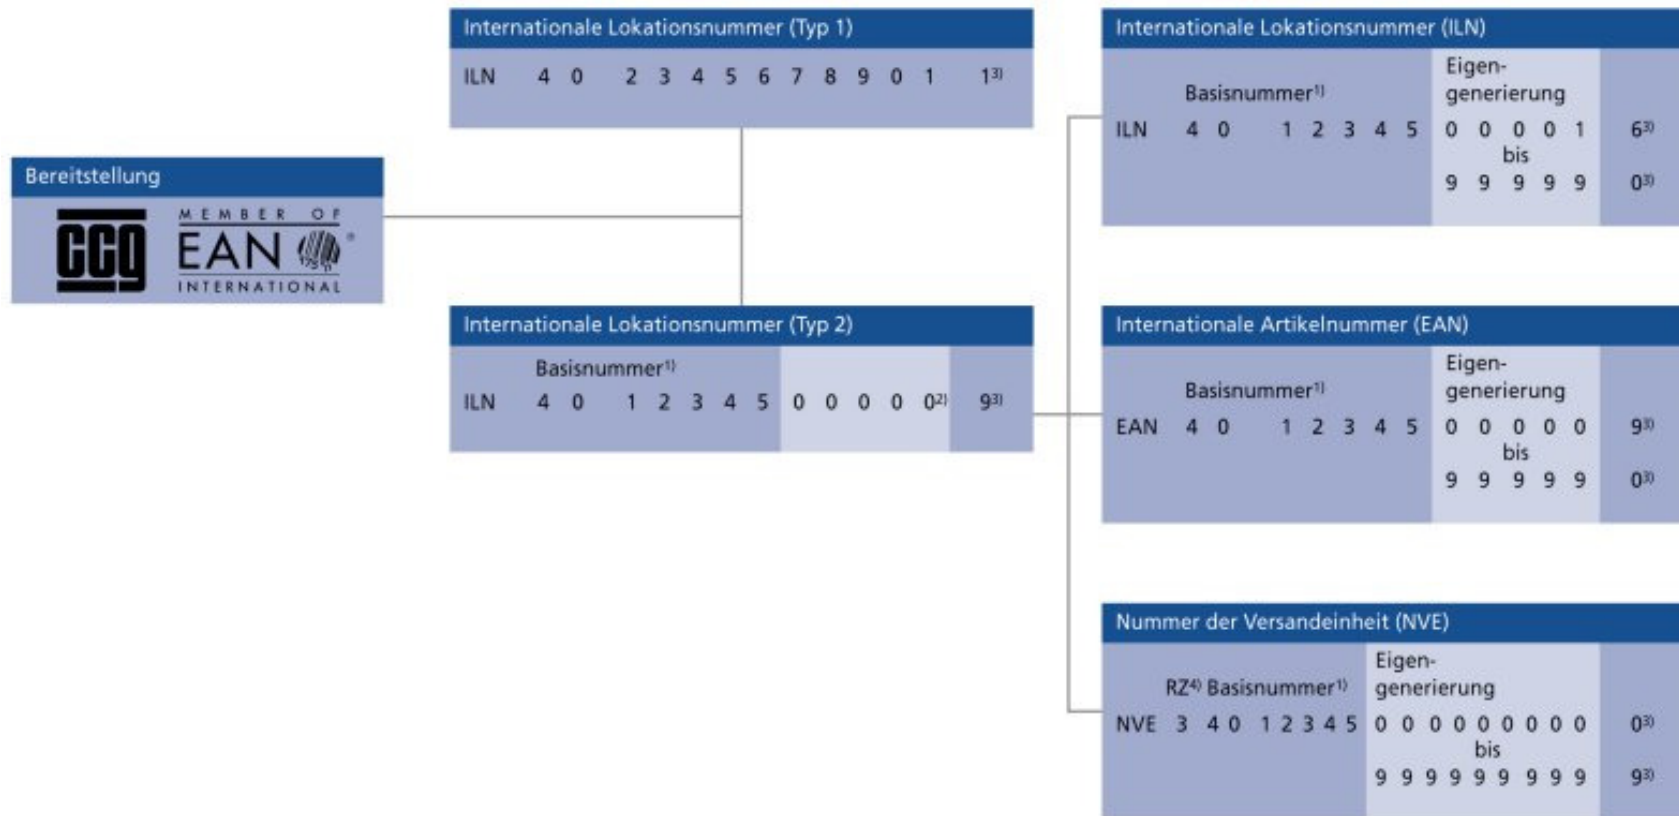 Bereitstellung
ccg
MEMBER OF
EAN ®
INTERNATIONAL
Internationale Lokationsnummer (Typ 1)
ILN 4 0 2 3 4 5 6 7 8 9 0 1 1³⁾
Internationale Lokationsnummer (Typ 2)
Basisnummer¹⁾
ILN 4 0 1 2 3 4 5 0 0 0 0 0²⁾ 9³⁾
Internationale Lokationsnummer (ILN)
Eigen-
Basisnummer¹⁾ generierung
ILN 4 0 1 2 3 4 5 0 0 0 0 1 6³⁾
bis
9 9 9 9 9 0³⁾
Internationale Artikelnummer (EAN)
Eigen-
Basisnummer¹⁾ generierung
EAN 4 0 1 2 3 4 5 0 0 0 0 0 9³⁾
bis
9 9 9 9 9 0³⁾
Nummer der Versandeinheit (NVE)
Eigen-
RZ⁴⁾ Basisnummer¹⁾ generierung
NVE 3 4 0 1 2 3 4 5 0 0 0 0 0 0 0 0 0 0³⁾
bis
9 9 9 9 9 9 9 9 9 9³⁾